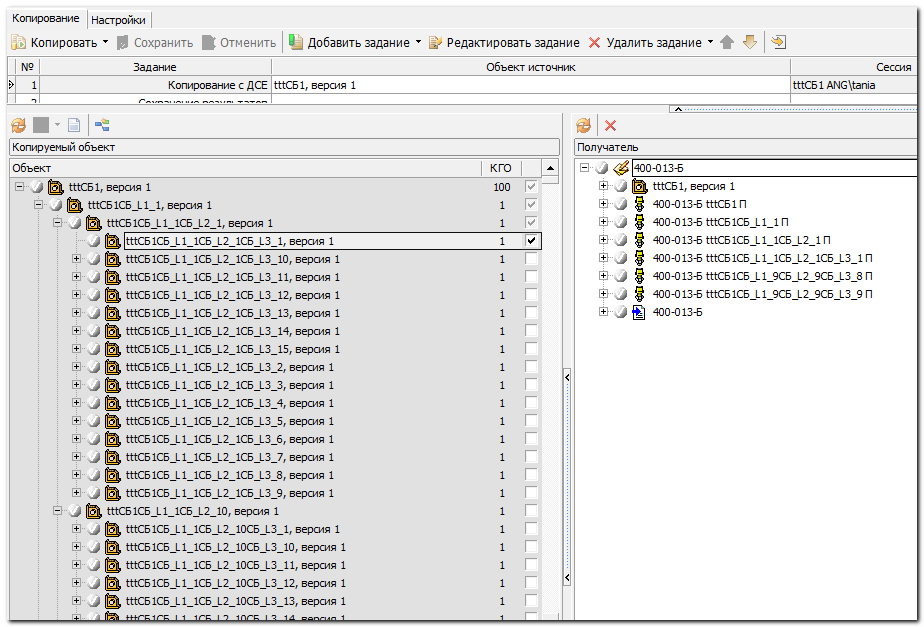 Копирование Настройки
Копировать Сохранить Отменить Добавить задание Редактировать задание Удалить задание
№ Задание Объект источник Сессия
1 Копирование с ДСЕ tttСБ1, версия 1 tttСБ1 ANG\tania
2 Сохранение результатов
Копируемый объект
Объект КГО
tttСБ1, версия 1 100
tttСБ1СБ_L1_1, версия 1 1
tttСБ1СБ_L1_1СБ_L2_1, версия 1 1
tttСБ1СБ_L1_1СБ_L2_1СБ_L3_1, версия 1 1
tttСБ1СБ_L1_1СБ_L2_1СБ_L3_10, версия 1 1
tttСБ1СБ_L1_1СБ_L2_1СБ_L3_11, версия 1 1
tttСБ1СБ_L1_1СБ_L2_1СБ_L3_12, версия 1 1
tttСБ1СБ_L1_1СБ_L2_1СБ_L3_13, версия 1 1
tttСБ1СБ_L1_1СБ_L2_1СБ_L3_14, версия 1 1
tttСБ1СБ_L1_1СБ_L2_1СБ_L3_15, версия 1 1
tttСБ1СБ_L1_1СБ_L2_1СБ_L3_2, версия 1 1
tttСБ1СБ_L1_1СБ_L2_1СБ_L3_3, версия 1 1
tttСБ1СБ_L1_1СБ_L2_1СБ_L3_4, версия 1 1
tttСБ1СБ_L1_1СБ_L2_1СБ_L3_5, версия 1 1
tttСБ1СБ_L1_1СБ_L2_1СБ_L3_6, версия 1 1
tttСБ1СБ_L1_1СБ_L2_1СБ_L3_7, версия 1 1
tttСБ1СБ_L1_1СБ_L2_1СБ_L3_8, версия 1 1
tttСБ1СБ_L1_1СБ_L2_1СБ_L3_9, версия 1 1
tttСБ1СБ_L1_1СБ_L2_10, версия 1 1
tttСБ1СБ_L1_1СБ_L2_10СБ_L3_1, версия 1 1
tttСБ1СБ_L1_1СБ_L2_10СБ_L3_10, версия 1 1
tttСБ1СБ_L1_1СБ_L2_10СБ_L3_11, версия 1 1
tttСБ1СБ_L1_1СБ_L2_10СБ_L3_12, версия 1 1
tttСБ1СБ_L1_1СБ_L2_10СБ_L3_13, версия 1 1
tttСБ1СБ_L1_1СБ_L2_10СБ_L3_14, версия 1 1
Получатель
400-013-Б
tttСБ1, версия 1
400-013-Б tttСБ1 П
400-013-Б tttСБ1СБ_L1_1 П
400-013-Б tttСБ1СБ_L1_1СБ_L2_1 П
400-013-Б tttСБ1СБ_L1_1СБ_L2_1СБ_L3_1 П
400-013-Б tttСБ1СБ_L1_9СБ_L2_9СБ_L3_8 П
400-013-Б tttСБ1СБ_L1_9СБ_L2_9СБ_L3_9 П
400-013-Б